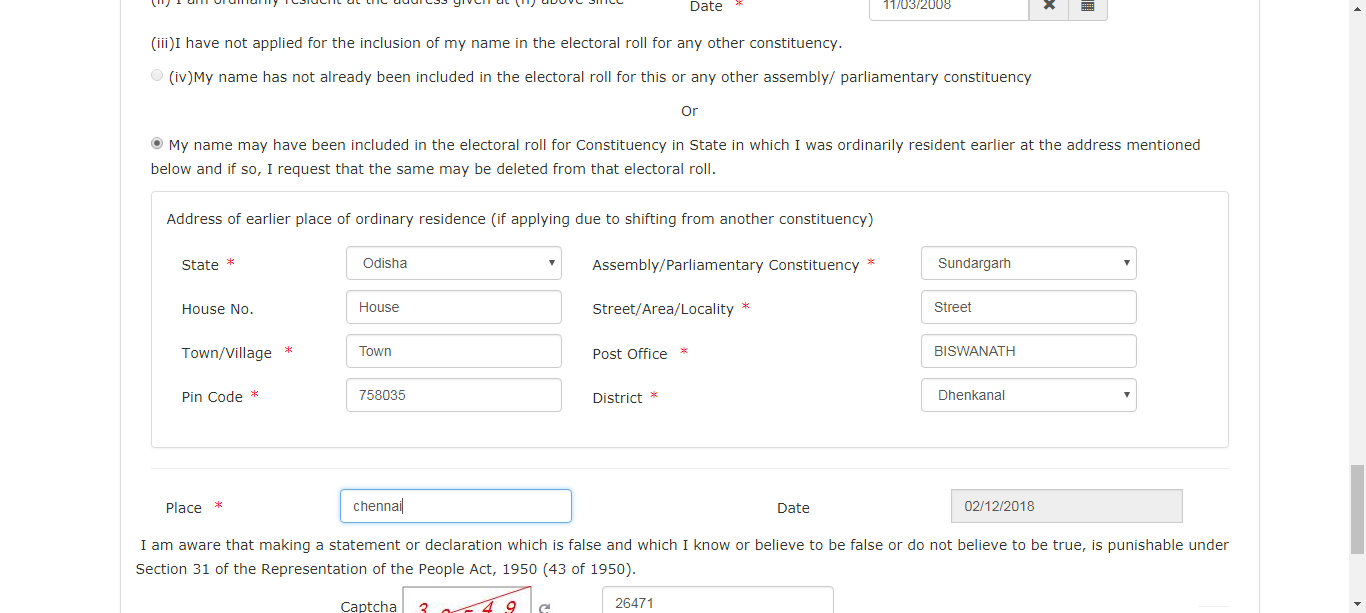 (ii) I am ordinarily resident at the address given at (h) above since Date * 11/03/2008
(iii)I have not applied for the inclusion of my name in the electoral roll for any other constituency.
(iv)My name has not already been included in the electoral roll for this or any other assembly/ parliamentary constituency
Or
My name may have been included in the electoral roll for Constituency in State in which I was ordinarily resident earlier at the address mentioned
below and if so, I request that the same may be deleted from that electoral roll.
Address of earlier place of ordinary residence (if applying due to shifting from another constituency)
State * Odisha Assembly/Parliamentary Constituency * Sundargarh
House No. House Street/Area/Locality * Street
Town/Village * Town Post Office * BISWANATH
Pin Code * 758035 District * Dhenkanal
Place * chennai Date 02/12/2018
I am aware that making a statement or declaration which is false and which I know or believe to be false or do not believe to be true, is punishable under
Section 31 of the Representation of the People Act, 1950 (43 of 1950).
Captcha 26471